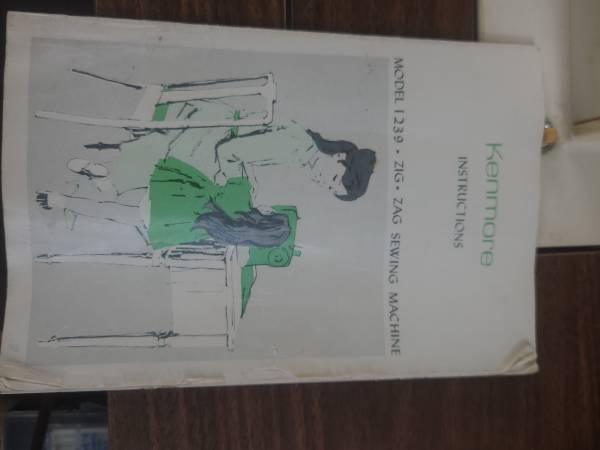 Kenmore
INSTRUCTIONS
MODEL 1239 • ZIG • ZAG SEWING MACHINE